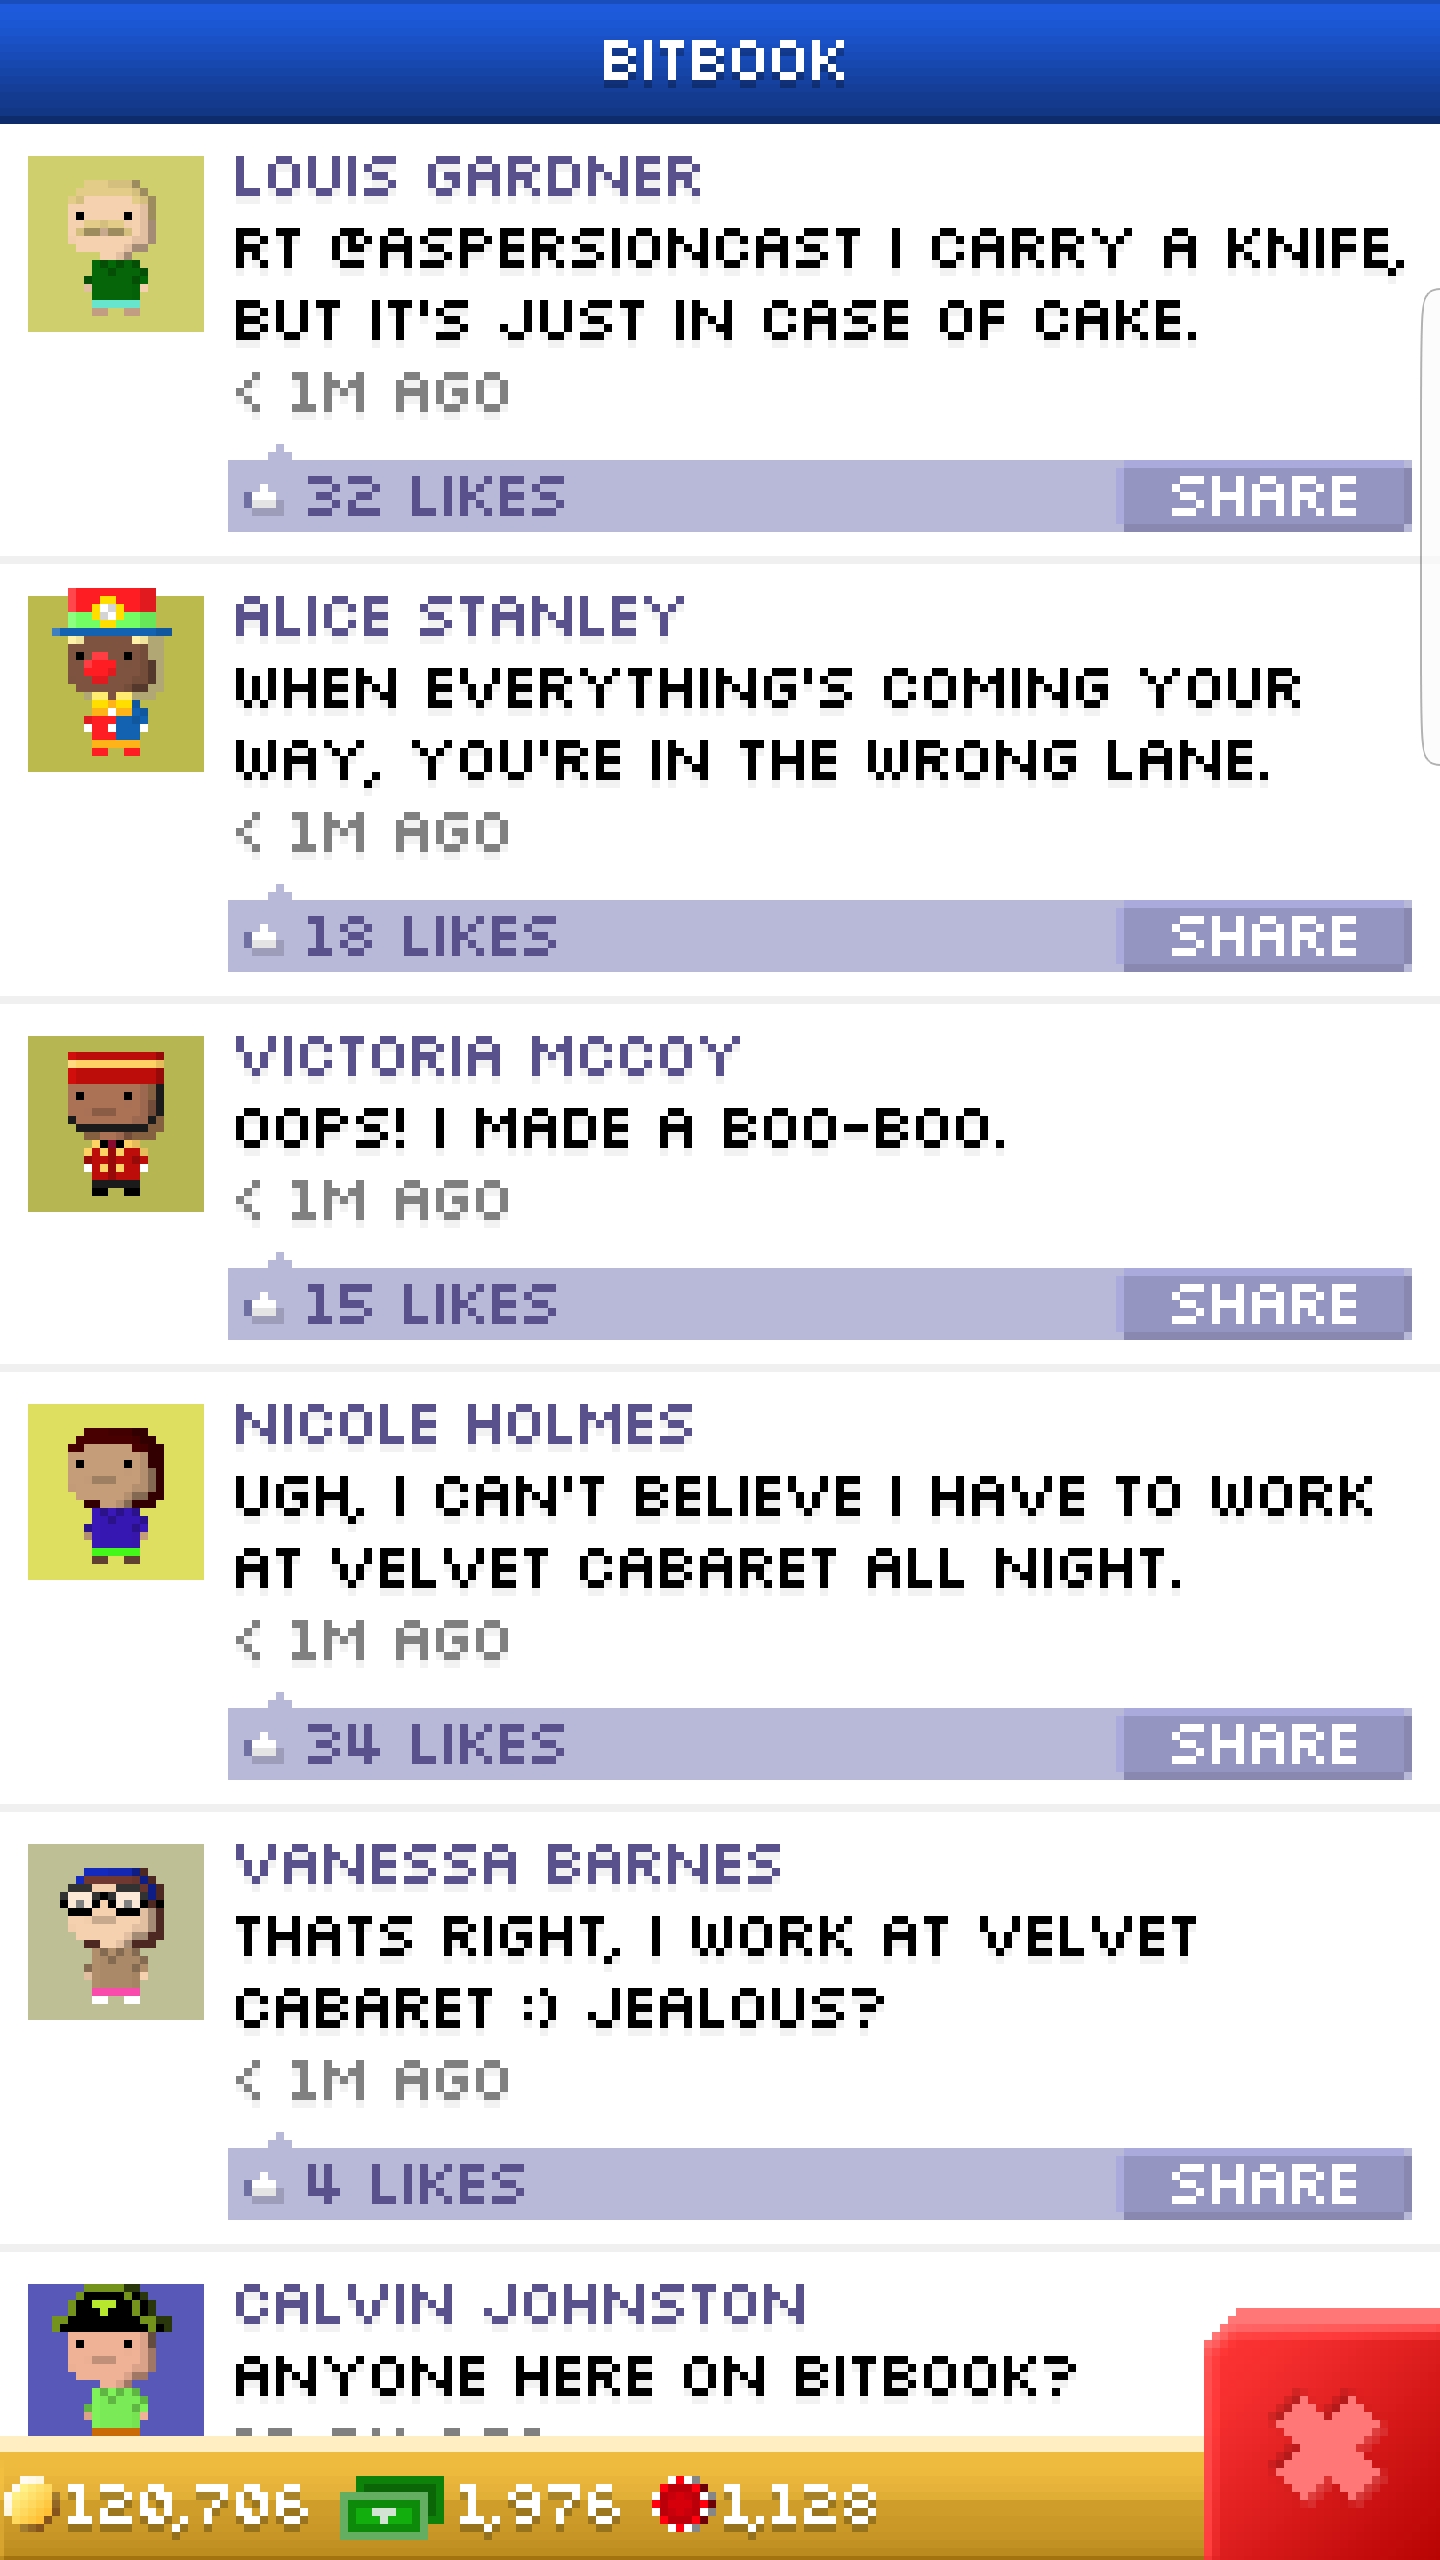 BITBOOK
LOUIS GARDNER
RT @ASPERSIONCAST I CARRY A KNIFE,
BUT IT'S JUST IN CASE OF CAKE.
< 1M AGO
32 LIKES SHARE
ALICE STANLEY
WHEN EVERYTHING'S COMING YOUR
WAY, YOU'RE IN THE WRONG LANE.
< 1M AGO
18 LIKES SHARE
VICTORIA MCCOY
OOPS! I MADE A BOO-BOO.
< 1M AGO
15 LIKES SHARE
NICOLE HOLMES
UGH, I CAN'T BELIEVE I HAVE TO WORK
AT VELVET CABARET ALL NIGHT.
< 1M AGO
34 LIKES SHARE
VANESSA BARNES
THATS RIGHT, I WORK AT VELVET
CABARET :) JEALOUS?
< 1M AGO
4 LIKES SHARE
CALVIN JOHNSTON
ANYONE HERE ON BITBOOK?
120,706 1,976 1,128